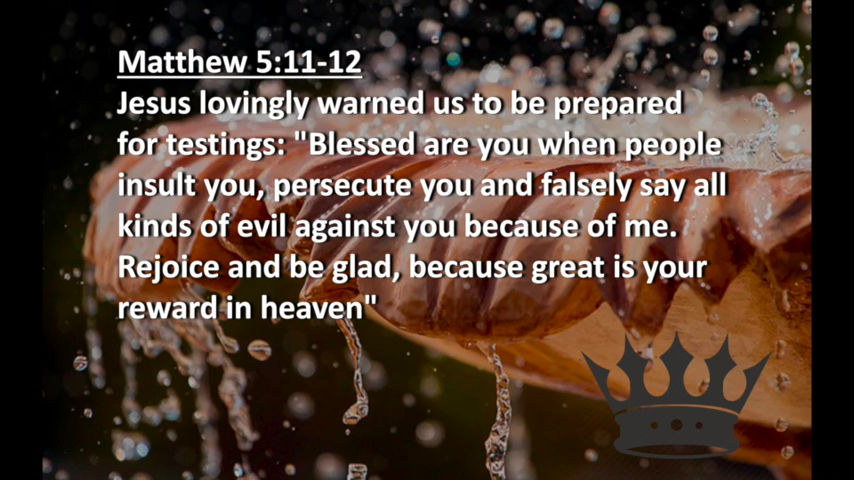 Matthew 5:11-12
Jesus lovingly warned us to be prepared
for testings: "Blessed are you when people
insult you, persecute you and falsely say all
kinds of evil against you because of me.
Rejoice and be glad, because great is your
reward in heaven"